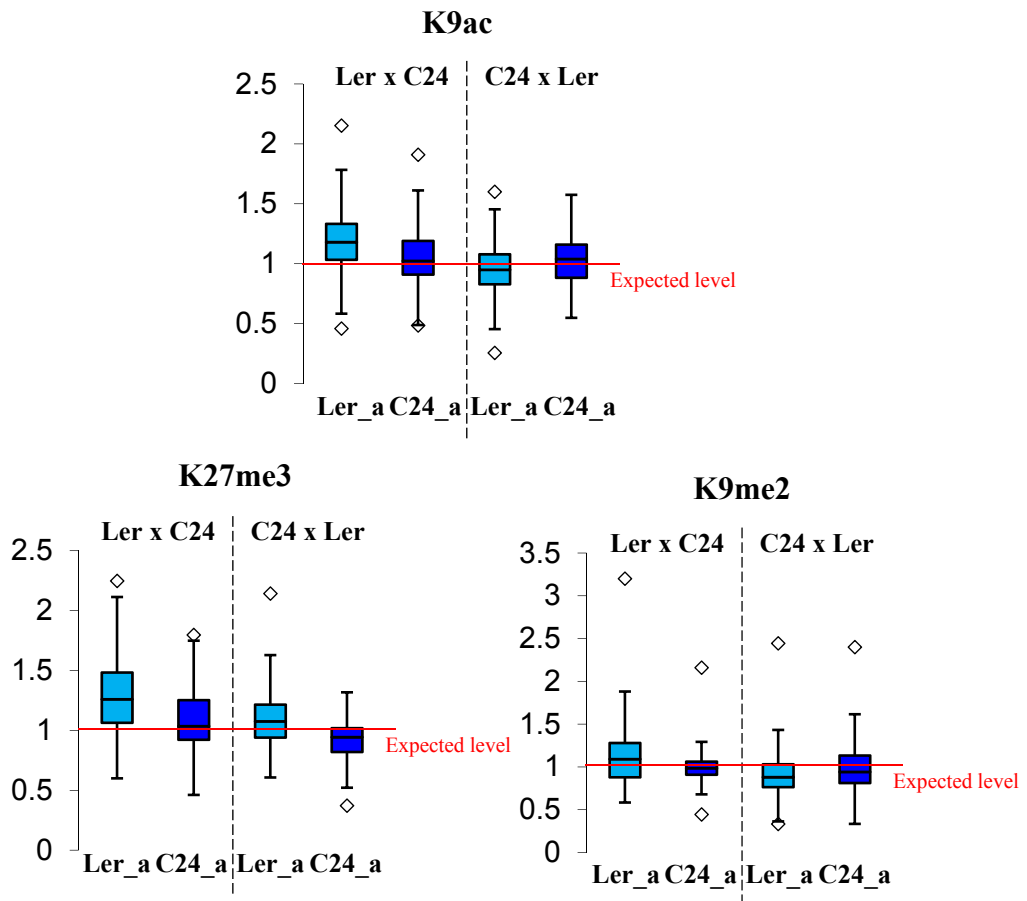 K9ac
Ler x C24 C24 x Ler
2.5
2
1.5
1
0.5
0
Expected level
Ler_a C24_a Ler_a C24_a
K27me3
Ler x C24 C24 x Ler
2.5
2
1.5
1
0.5
0
Expected level
Ler_a C24_a Ler_a C24_a
K9me2
Ler x C24 C24 x Ler
3.5
3
2.5
2
1.5
1
0.5
0
Expected level
Ler_a C24_a Ler_a C24_a